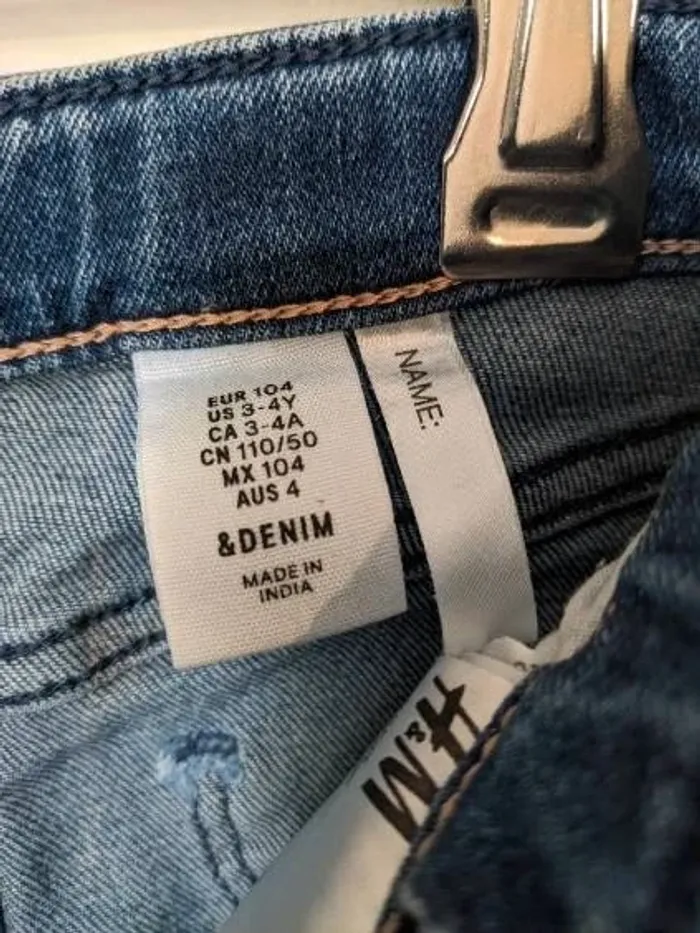 EUR 104
US 3-4Y
CA 3-4A
CN 110/50
MX 104
AUS 4
&DENIM
MADE IN
INDIA
NAME:
H&M